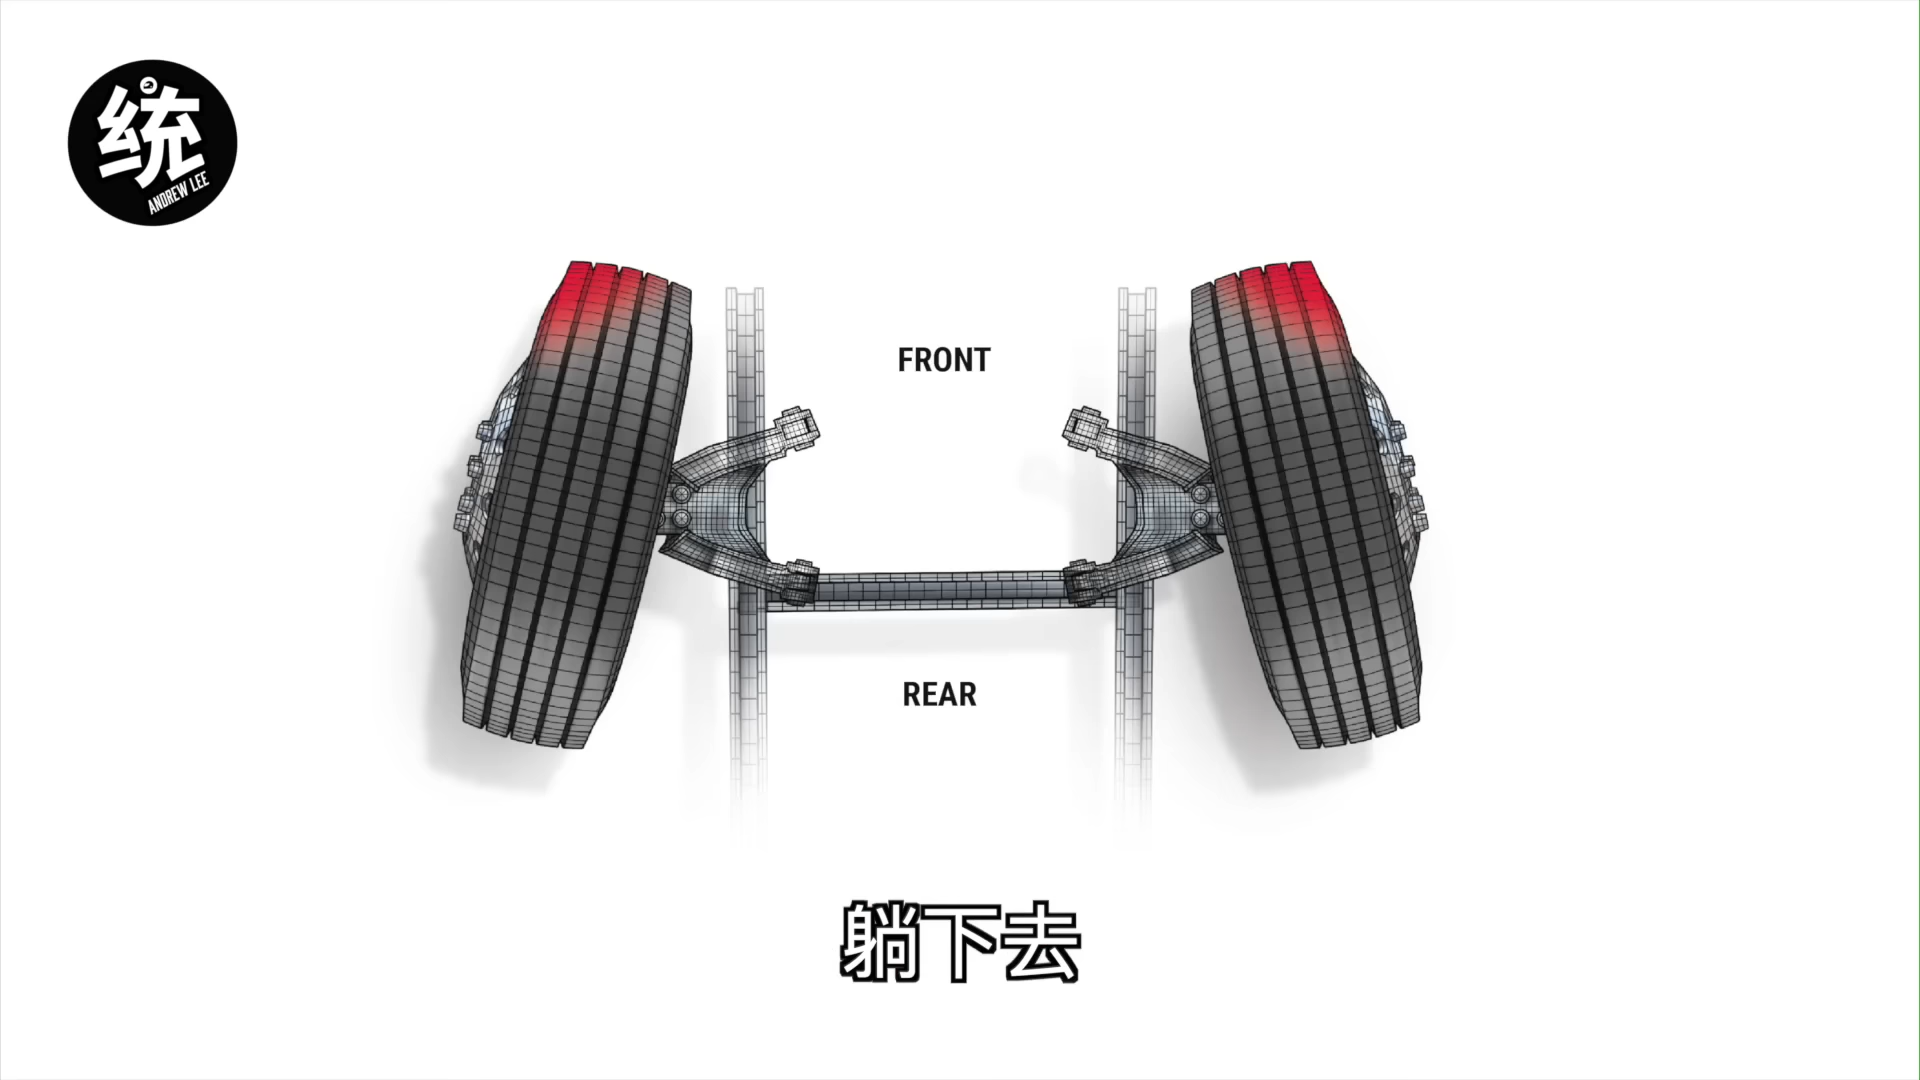 统
ANDREW LEE
FRONT
REAR
躺下去